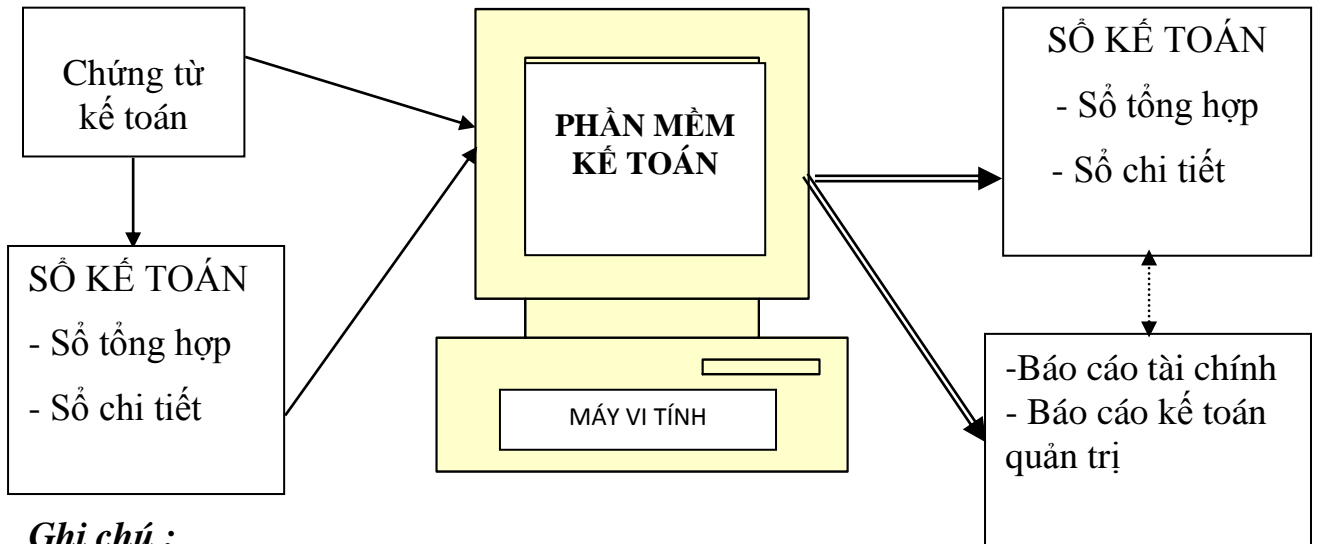 Chứng từ
kế toán
SỔ KẾ TOÁN
- Sổ tổng hợp
- Sổ chi tiết
PHẦN MỀM
KẾ TOÁN
MÁY VI TÍNH
SỔ KẾ TOÁN
- Sổ tổng hợp
- Sổ chi tiết
-Báo cáo tài chính
- Báo cáo kế toán
quản trị
Ghi chú :